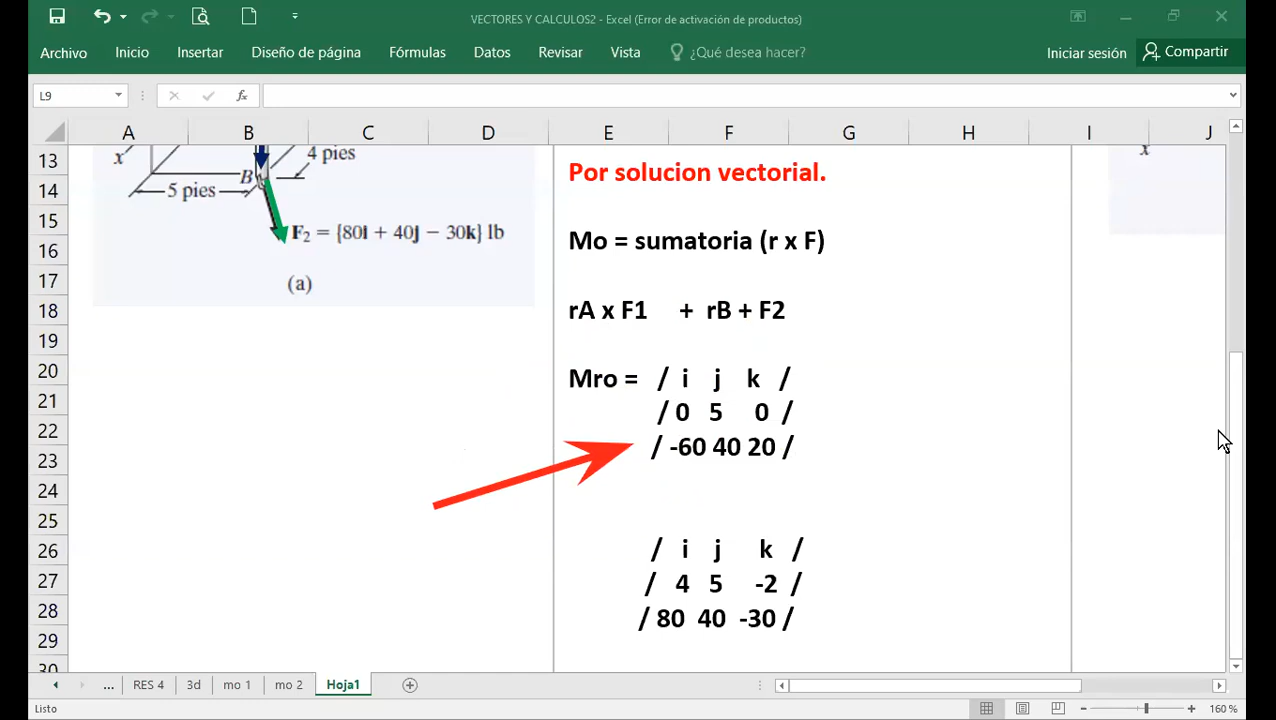 VECTORES Y CALCULOS2 - Excel (Error de activación de productos)
Archivo Inicio Insertar Diseño de página Fórmulas Datos Revisar Vista ¿Qué desea hacer? Iniciar sesión Compartir
L9 fx
A B C D E F G H I J
13 x 4 pies Por solucion vectorial. x
14 5 pies B
15
16 F2 = {80i + 40j − 30k} lb Mo = sumatoria (r x F)
17 (a)
18 rA x F1 + rB + F2
19
20 Mro = / i j k /
21 / 0 5 0 /
22
23 / -60 40 20 /
24
25
26 / i j k /
27 / 4 5 -2 /
28 / 80 40 -30 /
29
30
... RES 4 3d mo 1 mo 2 Hoja1
Listo 160 %